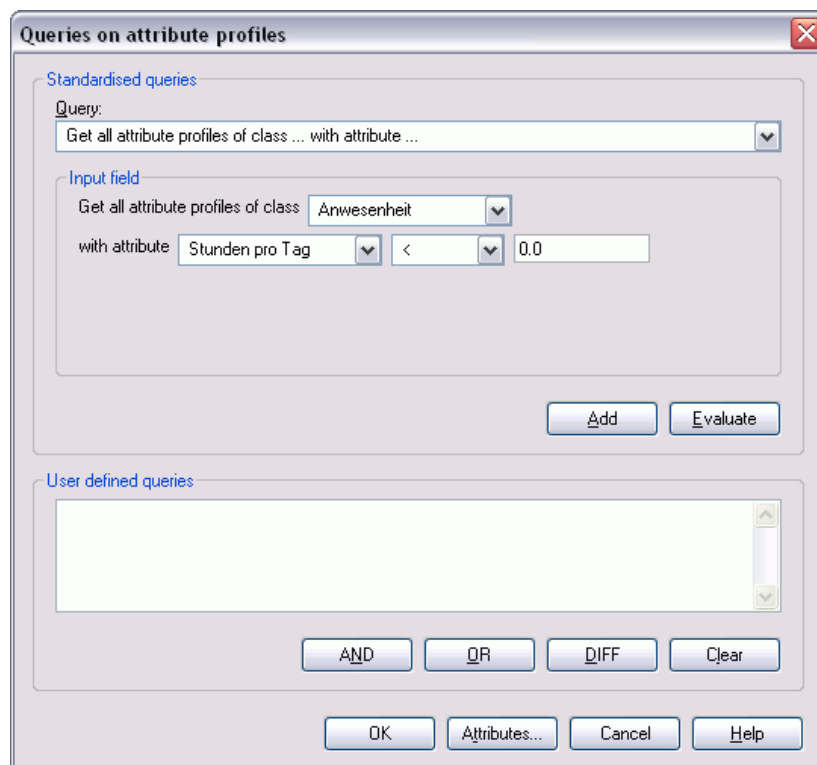 Queries on attribute profiles
Standardised queries
Query:
Get all attribute profiles of class ... with attribute ...
Input field
Get all attribute profiles of class Anwesenheit
with attribute Stunden pro Tag < 0.0
Add Evaluate
User defined queries
AND OR DIFF Clear
OK Attributes... Cancel Help